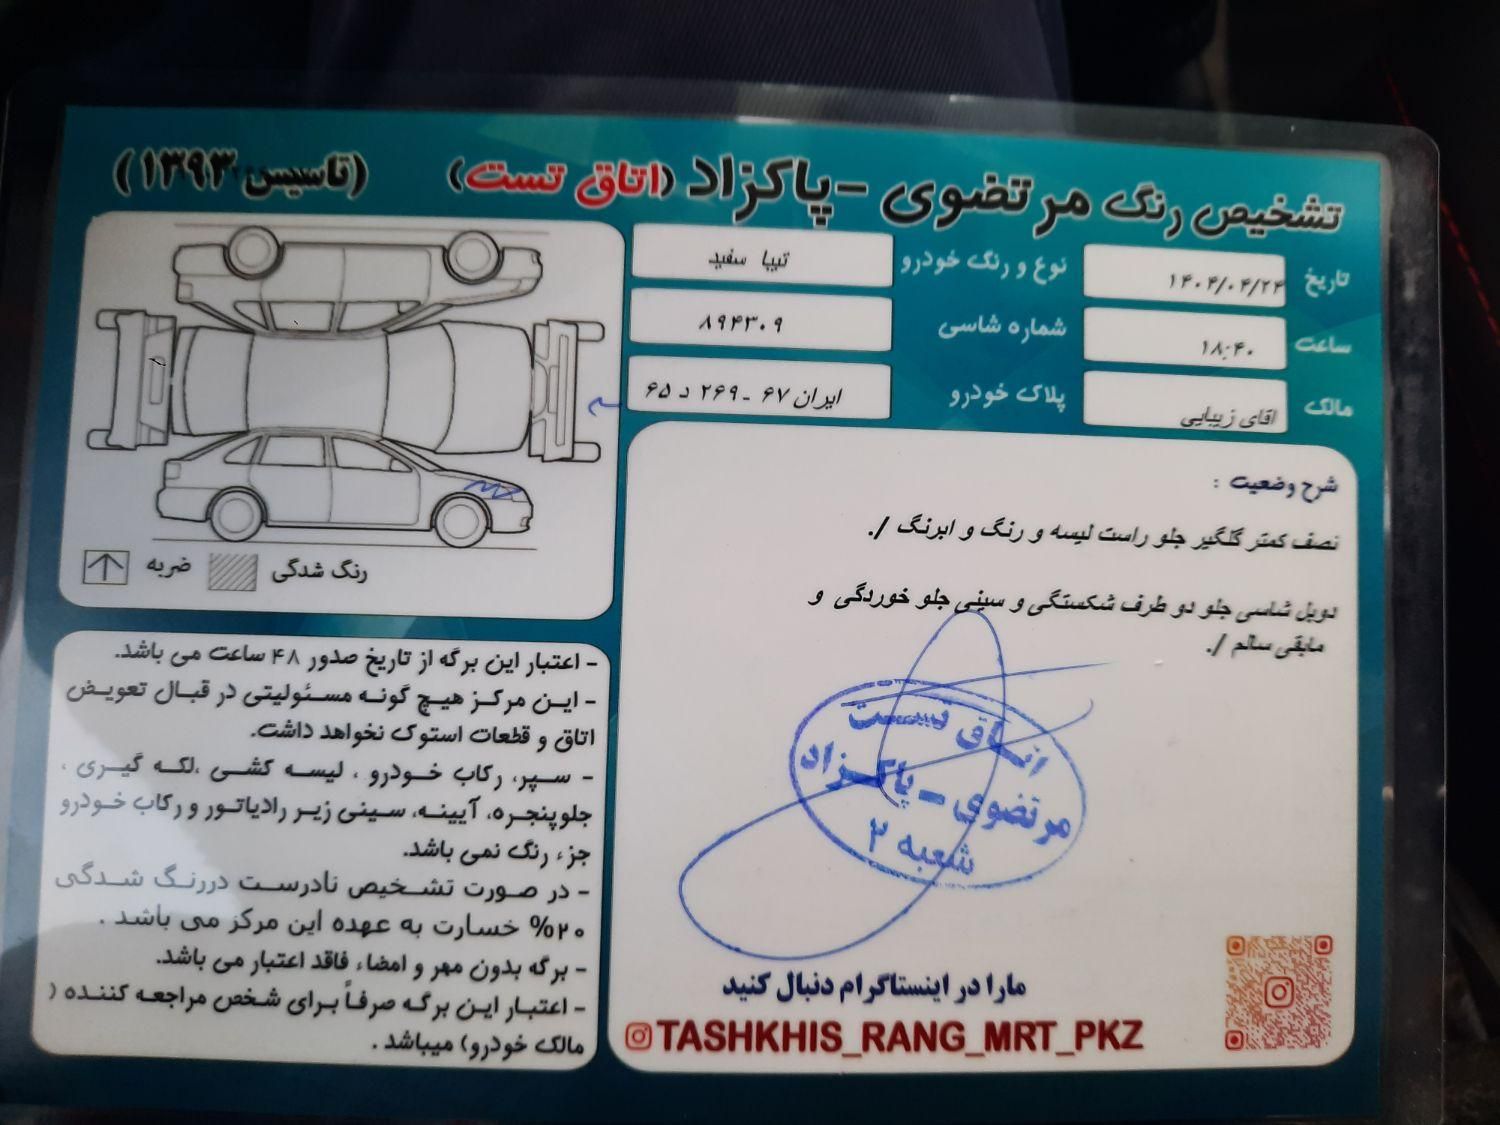 تشخیص رنگ مرتضوی - پاکزاد (اتاق تست) (تاسیس ۱۳۹۳)
تاریخ ۱۴۰۴/۰۴/۲۴ نوع و رنگ خودرو تیبا سفید
ساعت ۱۸:۴۰ شماره شاسی ۸۹۴۳۰۹
مالک اقای زیبایی پلاک خودرو ایران ۶۷ - ۲۶۹ د ۶۵
شرح وضعیت :
نصف کمتر گلگیر جلو راست لیسه و رنگ و ابرنگ /.
دویل شاسی جلو دو طرف شکستگی و سینی جلو خوردگی و
مابقی سالم /.
اتاق تست
مرتضوی - پاکزاد
شعبه ۲
مارا در اینستاگرام دنبال کنید
TASHKHIS_RANG_MRT_PKZ
رنگ شدگی ضربه
- اعتبار این برگه از تاریخ صدور ۴۸ ساعت می باشد.
- این مرکز هیچ گونه مسئولیتی در قبال تعویض
اتاق و قطعات استوک نخواهد داشت.
- سپر، رکاب خودرو ، لیسه کشی ،لکه گیری ،
جلوپنجره، آیینه، سینی زیر رادیاتور و رکاب خودرو
جزء رنگ نمی باشد.
- در صورت تشخیص نادرست دررنگ شدگی
۲۰% خسارت به عهده این مرکز می باشد .
- برگه بدون مهر و امضاء فاقد اعتبار می باشد.
- اعتبار این برگه صرفاً برای شخص مراجعه کننده (
مالک خودرو) میباشد .